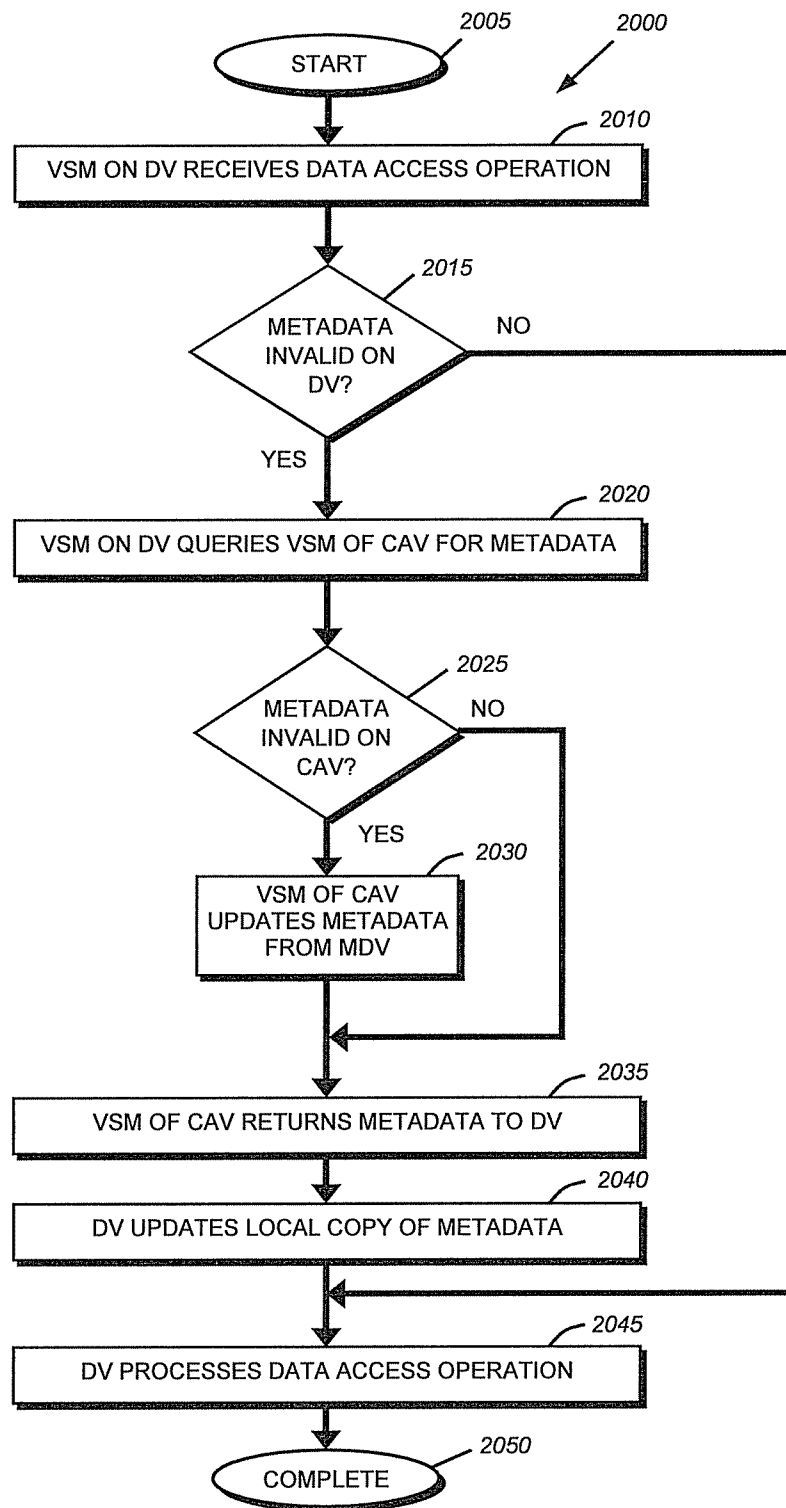 2005
2000
START
2010
VSM ON DV RECEIVES DATA ACCESS OPERATION
2015
METADATA
INVALID ON
DV?
NO
YES
2020
VSM ON DV QUERIES VSM OF CAV FOR METADATA
2025
METADATA
INVALID ON
CAV?
NO
YES
2030
VSM OF CAV
UPDATES METADATA
FROM MDV
2035
VSM OF CAV RETURNS METADATA TO DV
2040
DV UPDATES LOCAL COPY OF METADATA
2045
DV PROCESSES DATA ACCESS OPERATION
2050
COMPLETE